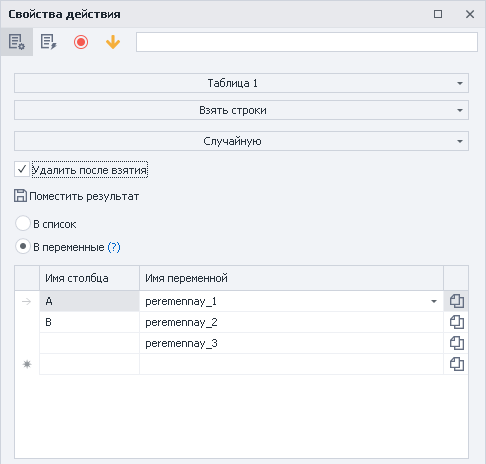 Свойства действия
Таблица 1
Взять строки
Случайную
Удалить после взятия
Поместить результат
В список
В переменные (?)
Имя столбца Имя переменной
A peremennay_1
B peremennay_2
peremennay_3